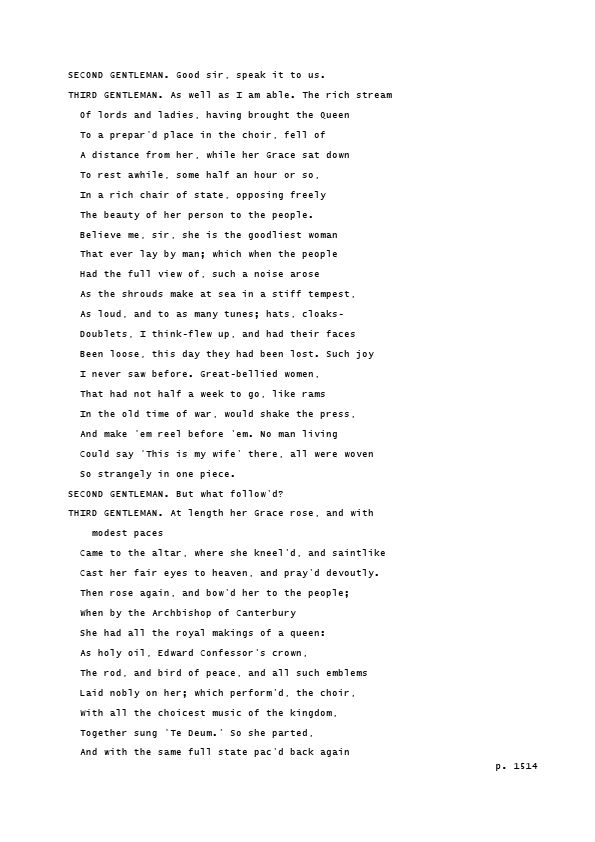 SECOND GENTLEMAN. Good sir, speak it to us.
THIRD GENTLEMAN. As well as I am able. The rich stream
Of lords and ladies, having brought the Queen
To a prepar'd place in the choir, fell of
A distance from her, while her Grace sat down
To rest awhile, some half an hour or so,
In a rich chair of state, opposing freely
The beauty of her person to the people.
Believe me, sir, she is the goodliest woman
That ever lay by man; which when the people
Had the full view of, such a noise arose
As the shrouds make at sea in a stiff tempest,
As loud, and to as many tunes; hats, cloaks-
Doublets, I think-flew up, and had their faces
Been loose, this day they had been lost. Such joy
I never saw before. Great-bellied women,
That had not half a week to go, like rams
In the old time of war, would shake the press,
And make 'em reel before 'em. No man living
Could say 'This is my wife' there, all were woven
So strangely in one piece.
SECOND GENTLEMAN. But what follow'd?
THIRD GENTLEMAN. At length her Grace rose, and with
modest paces
Came to the altar, where she kneel'd, and saintlike
Cast her fair eyes to heaven, and pray'd devoutly.
Then rose again, and bow'd her to the people;
When by the Archbishop of Canterbury
She had all the royal makings of a queen:
As holy oil, Edward Confessor's crown,
The rod, and bird of peace, and all such emblems
Laid nobly on her; which perform'd, the choir,
With all the choicest music of the kingdom,
Together sung 'Te Deum.' So she parted,
And with the same full state pac'd back again
p. 1514